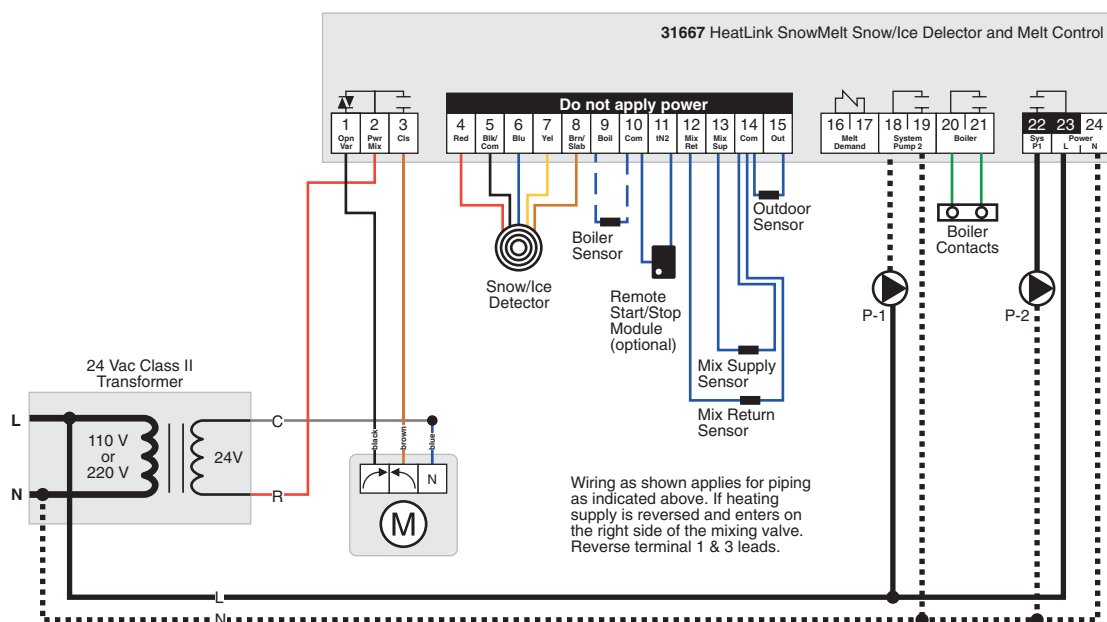 31667 HeatLink SnowMelt Snow/Ice Delector and Melt Control
Do not apply power
1 2 3
Opn Var
Pwr Mix
Cls
4 5 6 7 8 9 10 11 12 13 14 15
Red
Blk/ Com
Blu
Yel
Brn/ Slab
Boil
Com
tN2
Mix Ret
Mix Sup
Com
Out
16 17 18 19 20 21
Melt Demand
System Pump 2
Boiler
22 23 24
Sys P1
Power
L N
Snow/Ice
Detector
Boiler
Sensor
Remote
Start/Stop
Module
(optional)
Outdoor
Sensor
Mix Supply
Sensor
Mix Return
Sensor
Boiler
Contacts
P-1
P-2
24 Vac Class II
Transformer
L
N
110 V
or
220 V
24V
C
R
black
brown
blue
N
M
Wiring as shown applies for piping
as indicated above. If heating
supply is reversed and enters on
the right side of the mixing valve.
Reverse terminal 1 & 3 leads.
L
N